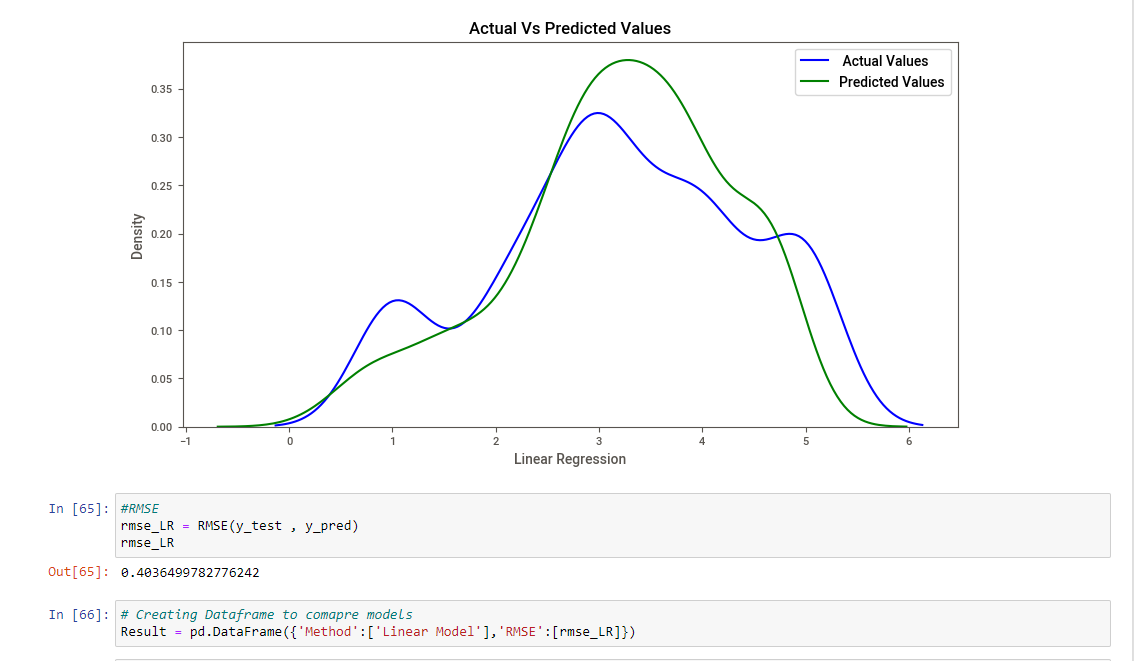 Actual Vs Predicted Values
Actual Values
Predicted Values
0.35
0.30
0.25
0.20
0.15
0.10
0.05
0.00
Density
−1 0 1 2 3 4 5 6
Linear Regression
In [65]: #RMSE
rmse_LR = RMSE(y_test , y_pred)
rmse_LR
Out[65]: 0.4036499782776242
In [66]: # Creating Dataframe to comapre models
Result = pd.DataFrame({'Method':['Linear Model'],'RMSE':[rmse_LR]})